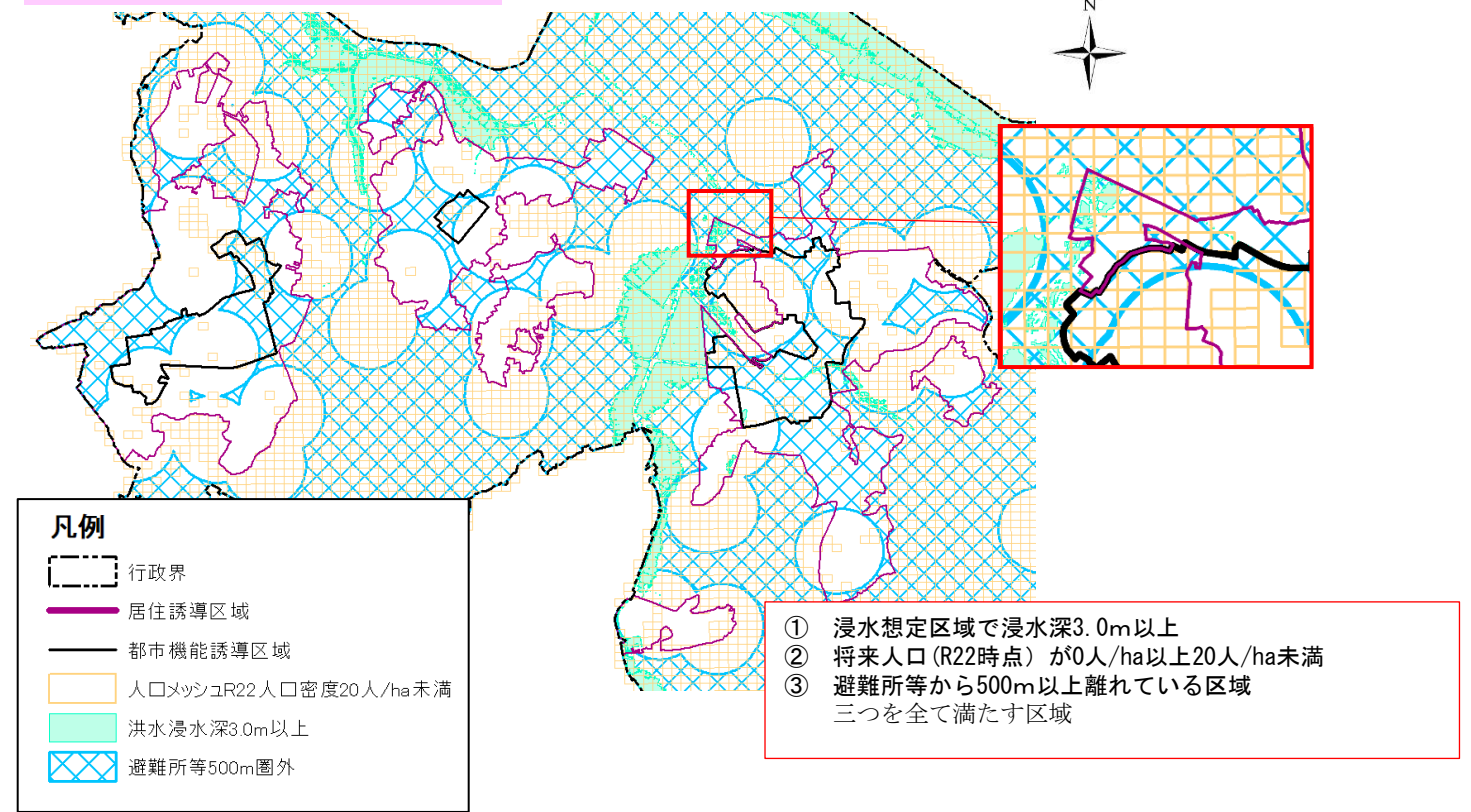 N
凡例
行政界
居住誘導区域
都市機能誘導区域
人口メッシュR22人口密度20人/ha未満
洪水浸水深3.0m以上
避難所等500m圏外
① 浸水想定区域で浸水深3.0m以上
② 将来人口(R22時点）が0人/ha以上20人/ha未満
③ 避難所等から500m以上離れている区域
三つを全て満たす区域